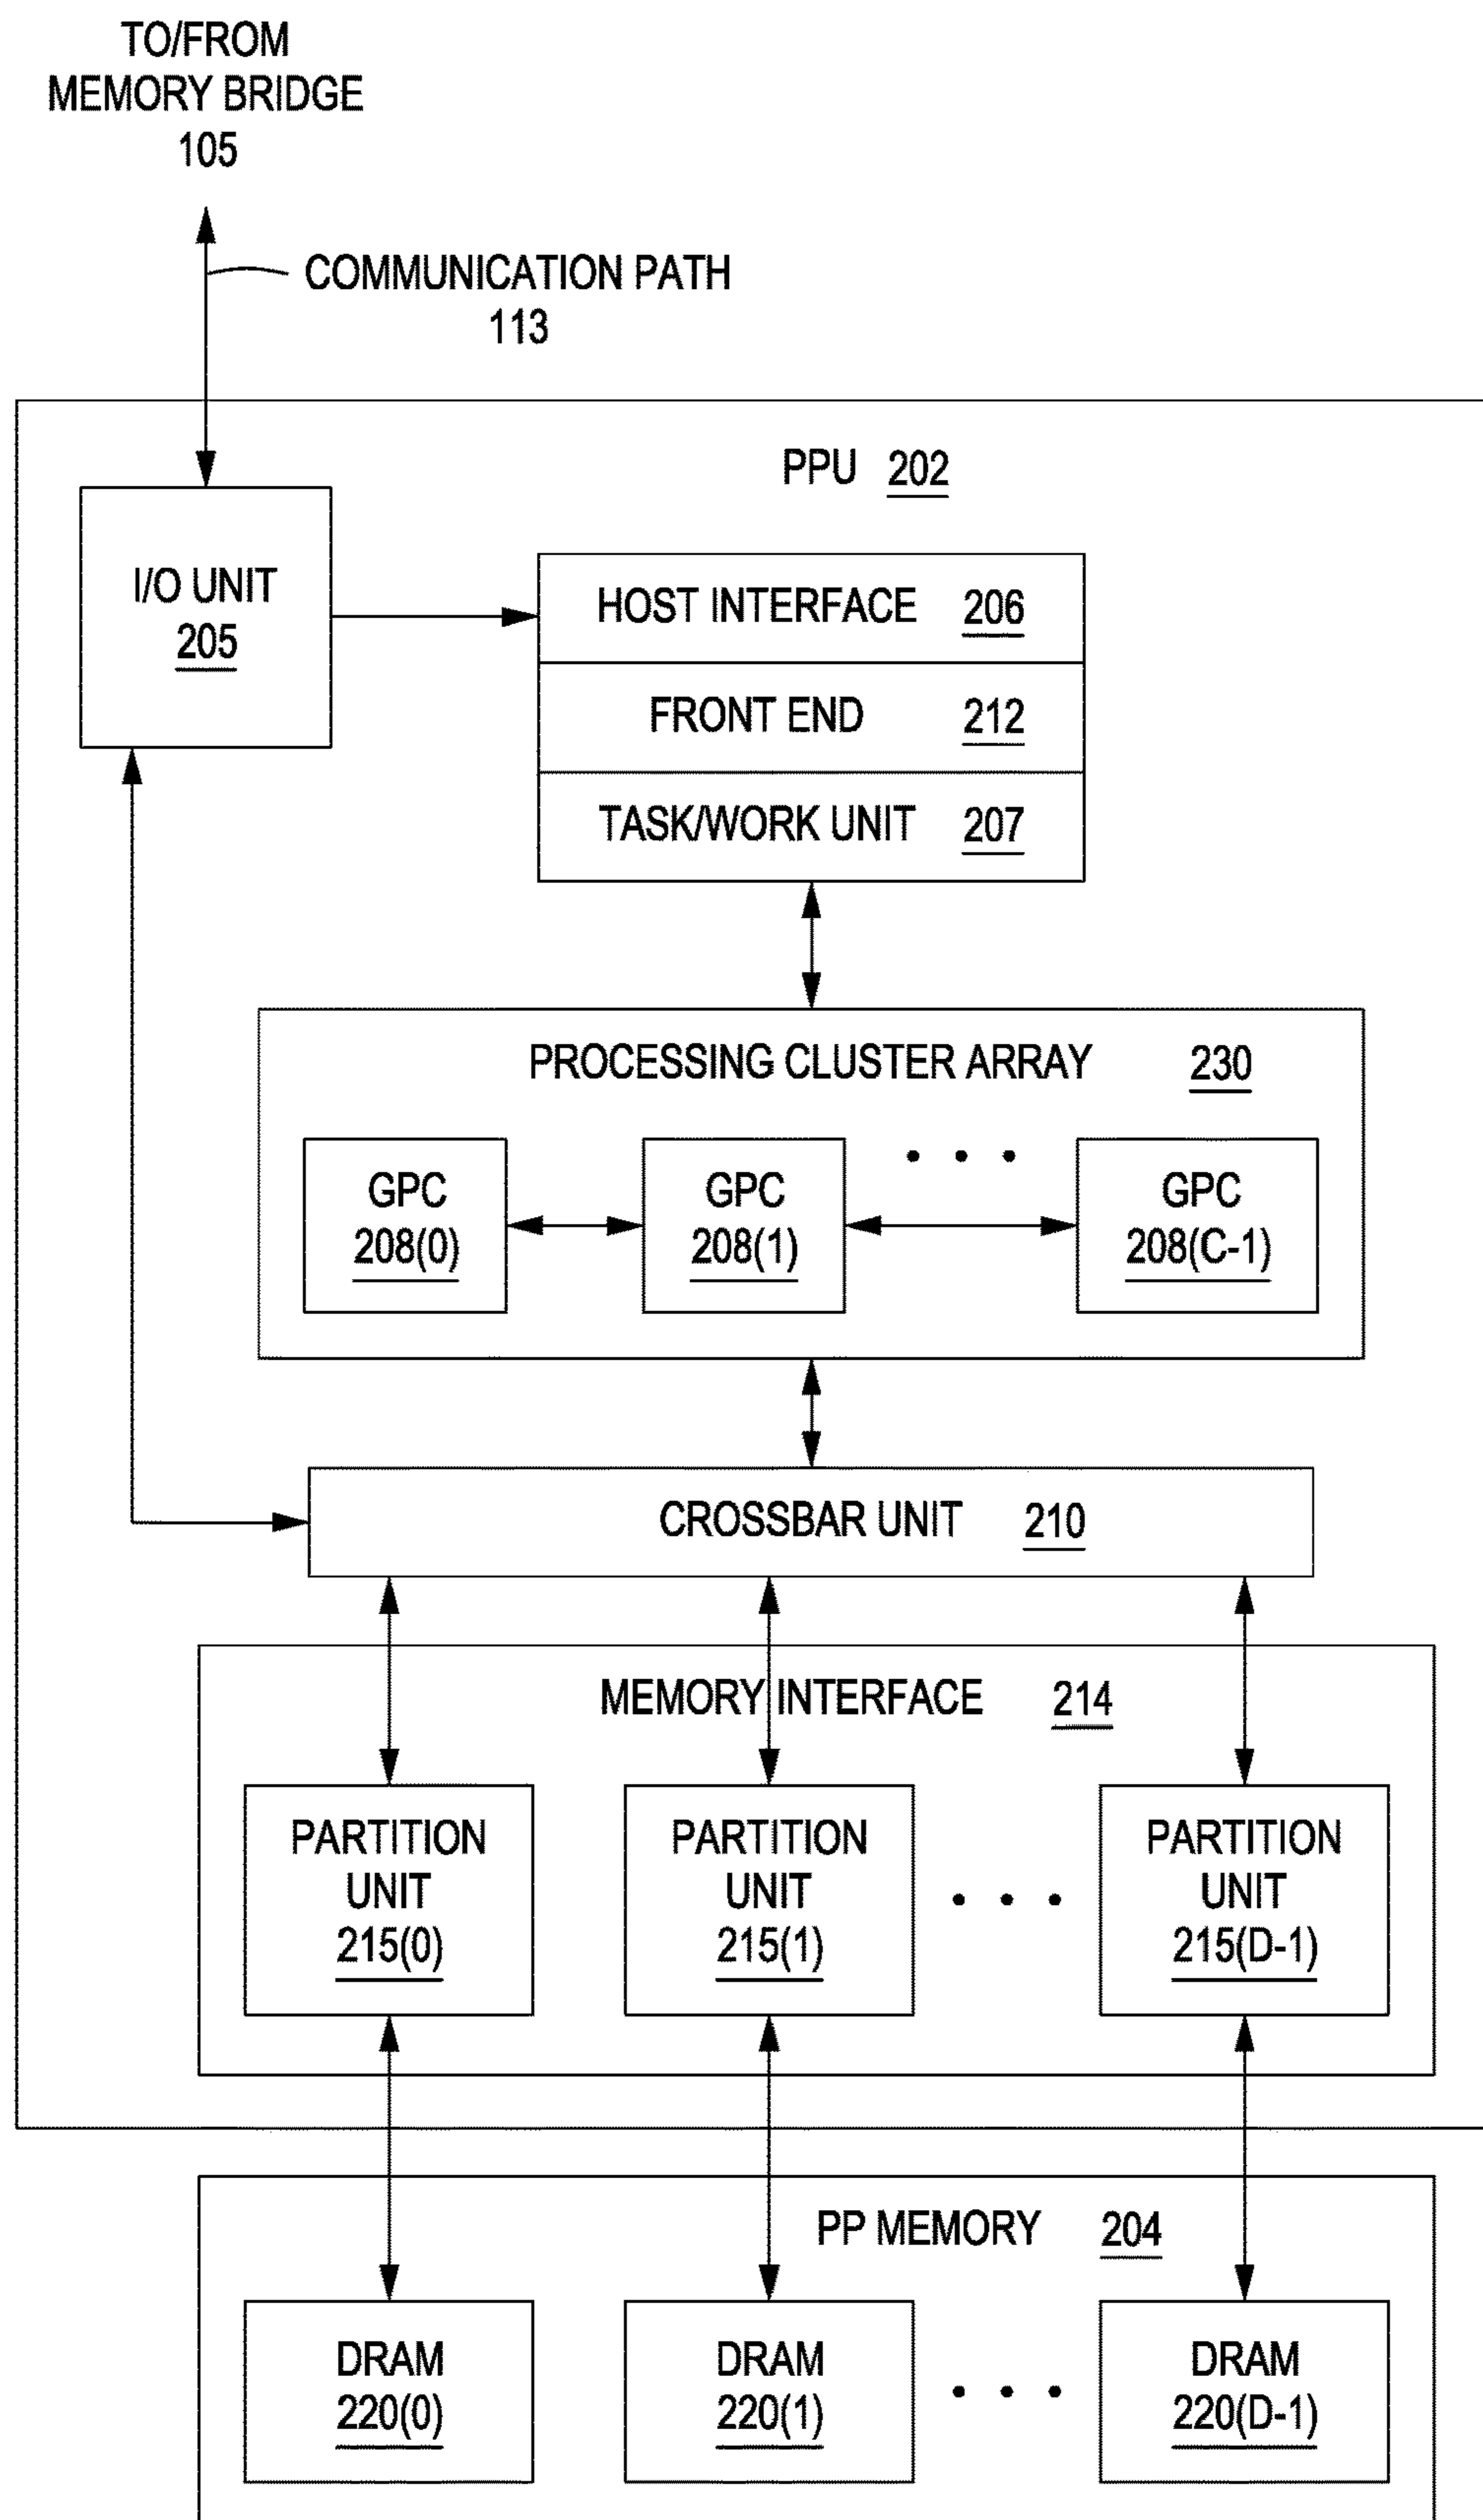 TO/FROM
MEMORY BRIDGE
105
COMMUNICATION PATH
113
PPU 202
I/O UNIT
205
HOST INTERFACE 206
FRONT END 212
TASK/WORK UNIT 207
PROCESSING CLUSTER ARRAY 230
GPC
208(0)
GPC
208(1)
• • •
GPC
208(C-1)
CROSSBAR UNIT 210
MEMORY INTERFACE 214
PARTITION
UNIT
215(0)
PARTITION
UNIT
215(1)
• • •
PARTITION
UNIT
215(D-1)
PP MEMORY 204
DRAM
220(0)
DRAM
220(1)
• • •
DRAM
220(D-1)